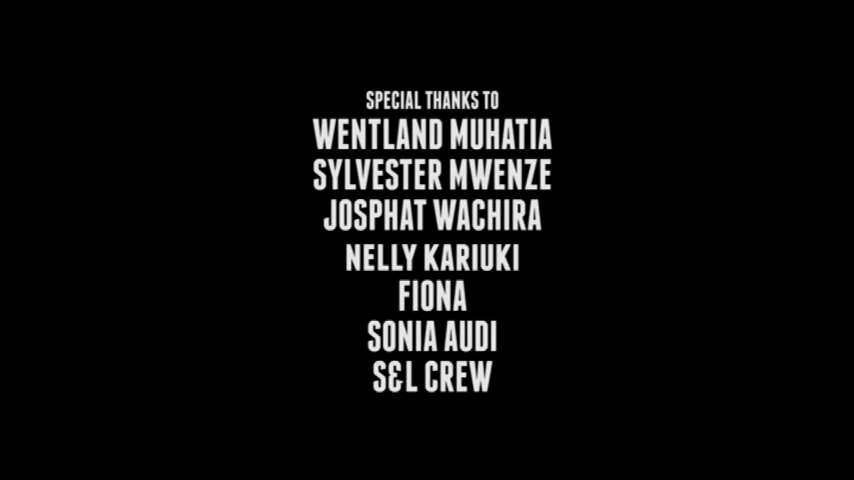 SPECIAL THANKS TO
WENTLAND MUHATIA
SYLVESTER MWENZE
JOSPHAT WACHIRA
NELLY KARIUKI
FIONA
SONIA AUDI
S&L CREW